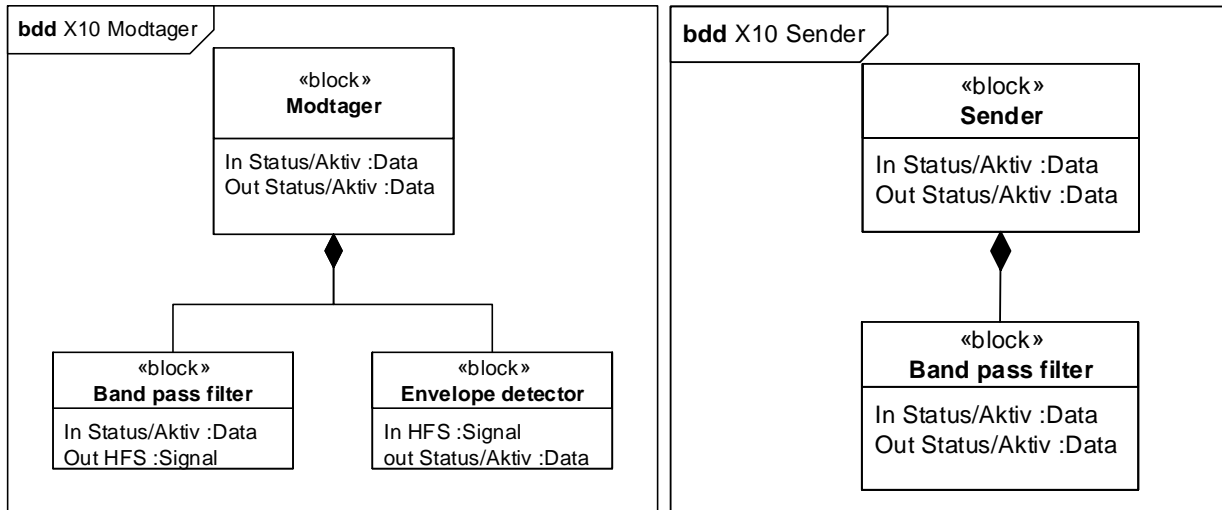 bdd X10 Modtager
«block»
Modtager
In Status/Aktiv :Data
Out Status/Aktiv :Data
«block»
Band pass filter
In Status/Aktiv :Data
Out HFS :Signal
«block»
Envelope detector
In HFS :Signal
out Status/Aktiv :Data
bdd X10 Sender
«block»
Sender
In Status/Aktiv :Data
Out Status/Aktiv :Data
«block»
Band pass filter
In Status/Aktiv :Data
Out Status/Aktiv :Data